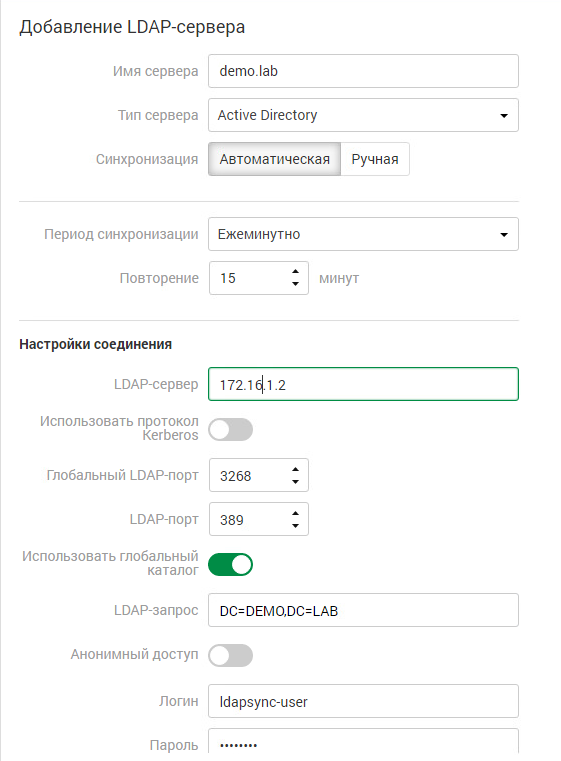 Добавление LDAP-сервера
Имя сервера demo.lab
Тип сервера Active Directory
Синхронизация Автоматическая Ручная
Период синхронизации Ежеминутно
Повторение 15 минут
Настройки соединения
LDAP-сервер 172.16.1.2
Использовать протокол
Kerberos
Глобальный LDAP-порт 3268
LDAP-порт 389
Использовать глобальный
каталог
LDAP-запрос DC=DEMO,DC=LAB
Анонимный доступ
Логин ldapsync-user
Пароль ••••••••